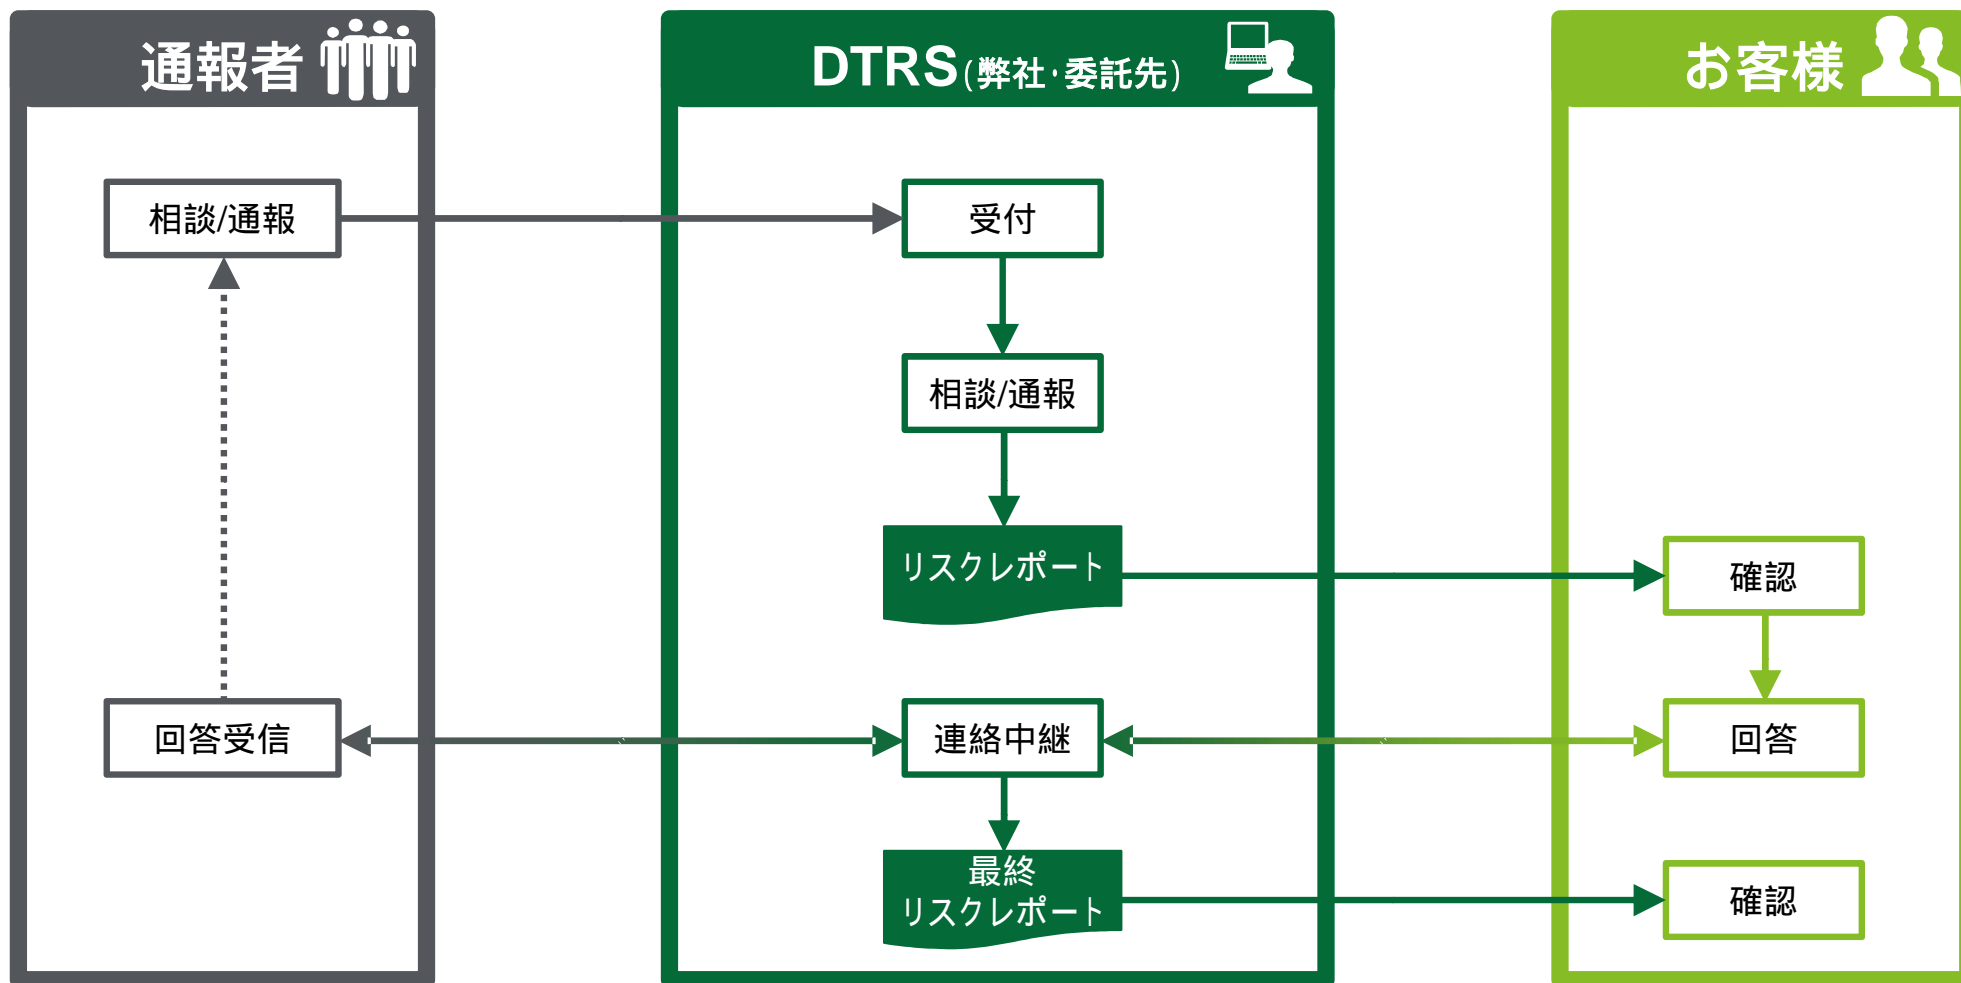 通報者
DTRS(弊社・委託先)
お客様
相談/通報
受付
相談/通報
リスクレポート
確認
回答受信
連絡中継
回答
最終
リスクレポート
確認